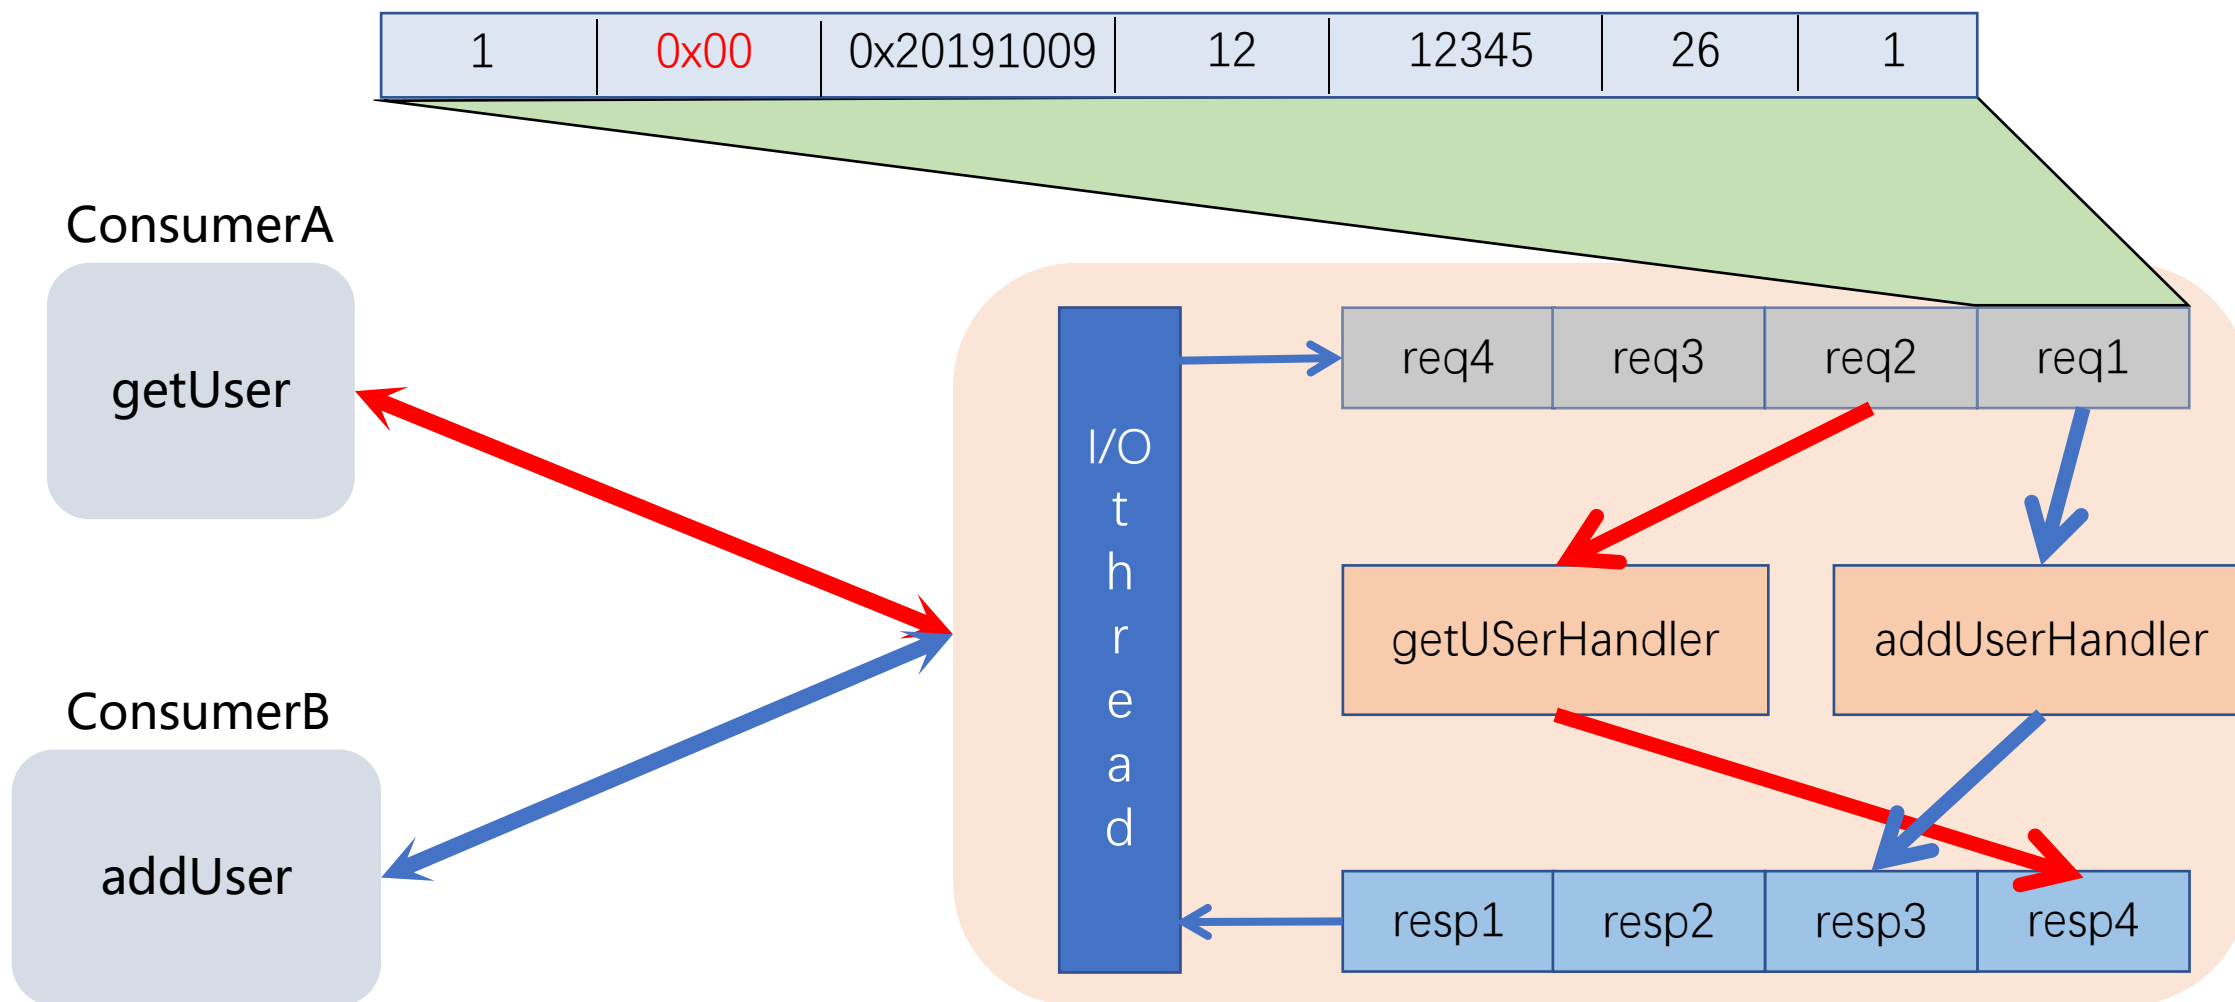 1 0x00 0x20191009 12 12345 26 1
ConsumerA
getUser
ConsumerB
addUser
I/O
t
h
r
e
a
d
req4 req3 req2 req1
getUSerHandler addUserHandler
resp1 resp2 resp3 resp4